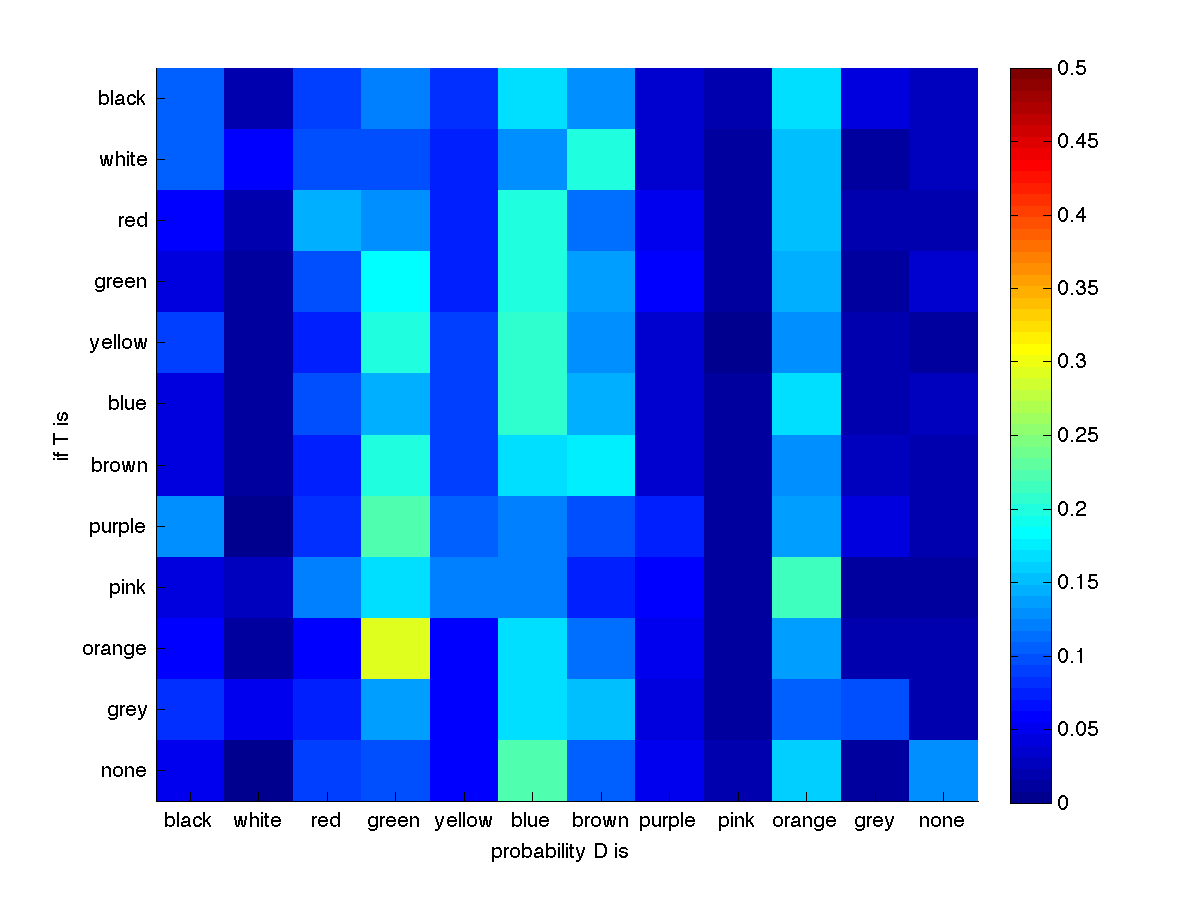 if T is
black
white
red
green
yellow
blue
brown
purple
pink
orange
grey
none
black white red green yellow blue brown purple pink orange grey none
probability D is
0.5
0.45
0.4
0.35
0.3
0.25
0.2
0.15
0.1
0.05
0